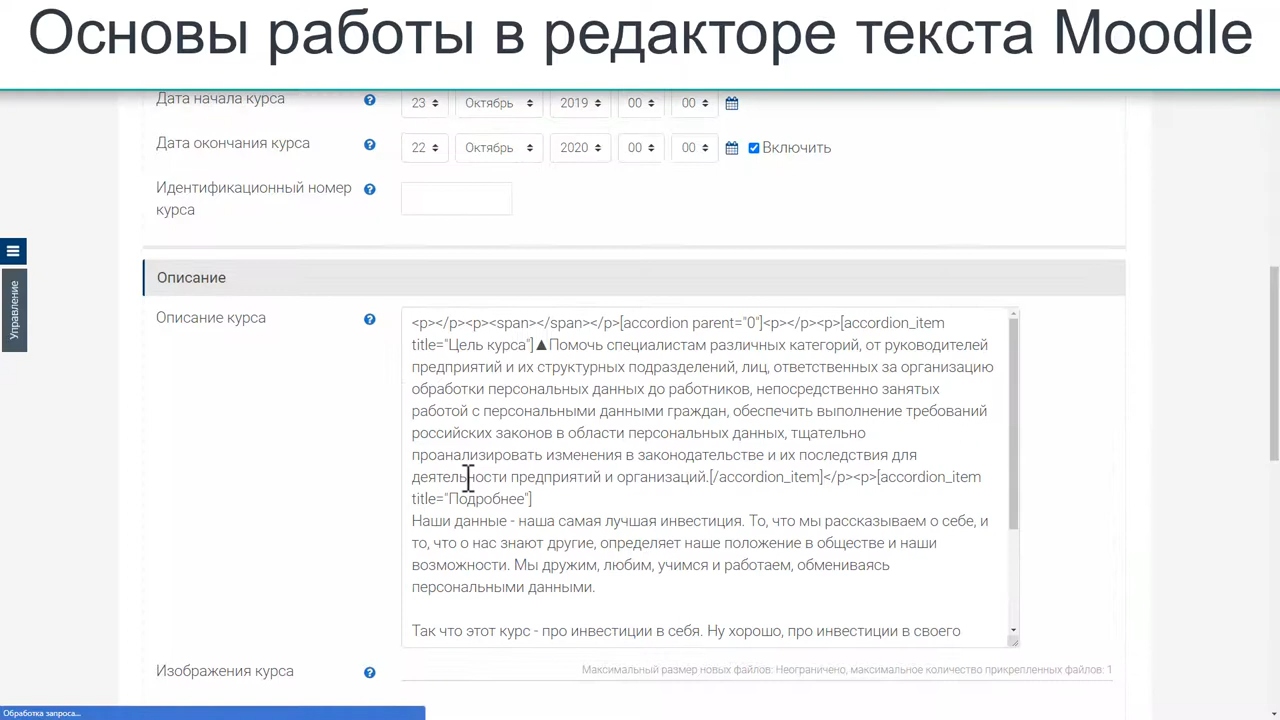 Основы работы в редакторе текста Moodle
Дата начала курса 23 Октябрь 2019 00 00
Дата окончания курса 22 Октябрь 2020 00 00 Включить
Идентификационный номер
курса
Управление
Описание
Описание курса
<p></p><p><span></span></p>[accordion parent="0"]<p></p><p>[accordion_item
title="Цель курса"]▲Помочь специалистам различных категорий, от руководителей
предприятий и их структурных подразделений, лиц, ответственных за организацию
обработки персональных данных до работников, непосредственно занятых
работой с персональными данными граждан, обеспечить выполнение требований
российских законов в области персональных данных, тщательно
проанализировать изменения в законодательстве и их последствия для
деятельности предприятий и организаций.[/accordion_item]</p><p>[accordion_item
title="Подробнее"]
Наши данные - наша самая лучшая инвестиция. То, что мы рассказываем о себе, и
то, что о нас знают другие, определяет наше положение в обществе и наши
возможности. Мы дружим, любим, учимся и работаем, обмениваясь
персональными данными.
Так что этот курс - про инвестиции в себя. Ну хорошо, про инвестиции в своего
Изображения курса
Максимальный размер новых файлов: Неограничено, максимальное количество прикрепленных файлов: 1
Обработка запроса...